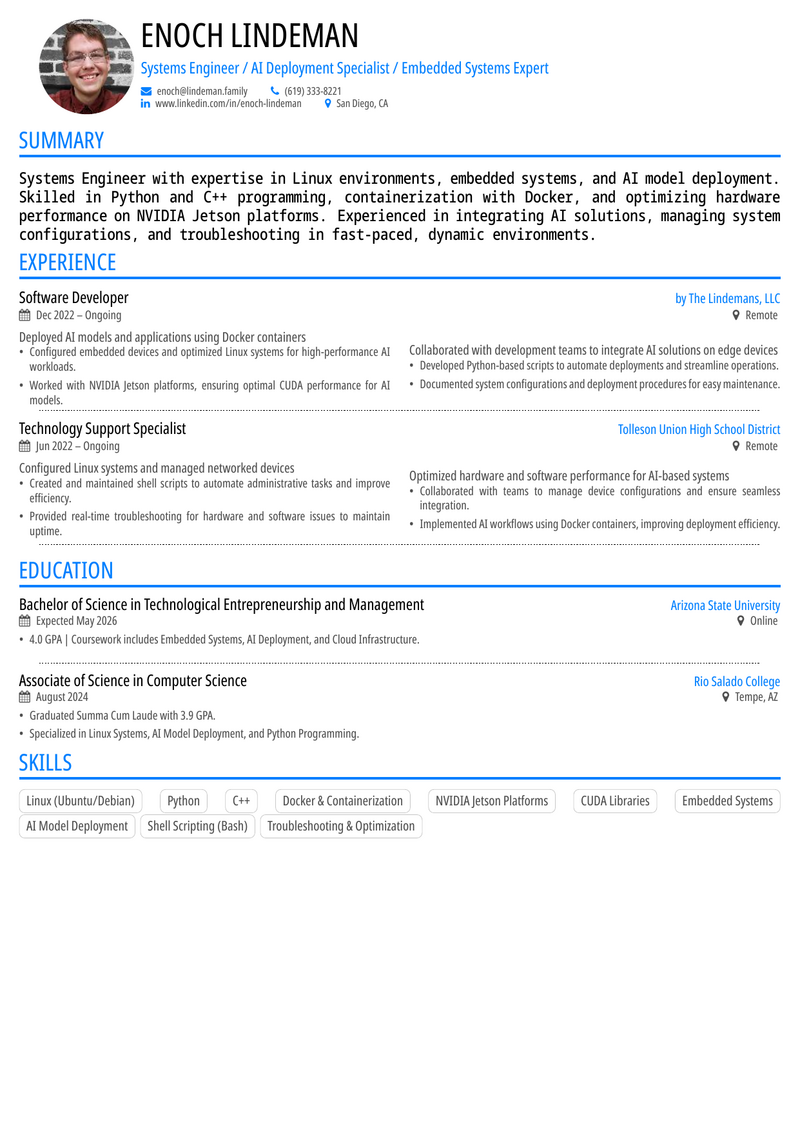 ENOCH LINDEMAN
Systems Engineer / AI Deployment Specialist / Embedded Systems Expert
enoch@lindeman.family (619) 333-8221
www.linkedin.com/in/enoch-lindeman San Diego, CA
SUMMARY
Systems Engineer with expertise in Linux environments, embedded systems, and AI model deployment.
Skilled in Python and C++ programming, containerization with Docker, and optimizing hardware
performance on NVIDIA Jetson platforms. Experienced in integrating AI solutions, managing system
configurations, and troubleshooting in fast-paced, dynamic environments.
EXPERIENCE
Software Developer by The Lindemans, LLC
Dec 2022 – Ongoing Remote
Deployed AI models and applications using Docker containers
• Configured embedded devices and optimized Linux systems for high-performance AI
workloads.
• Worked with NVIDIA Jetson platforms, ensuring optimal CUDA performance for AI
models.
Collaborated with development teams to integrate AI solutions on edge devices
• Developed Python-based scripts to automate deployments and streamline operations.
• Documented system configurations and deployment procedures for easy maintenance.
Technology Support Specialist Tolleson Union High School District
Jun 2022 – Ongoing Remote
Configured Linux systems and managed networked devices
• Created and maintained shell scripts to automate administrative tasks and improve
efficiency.
• Provided real-time troubleshooting for hardware and software issues to maintain
uptime.
Optimized hardware and software performance for AI-based systems
• Collaborated with teams to manage device configurations and ensure seamless
integration.
• Implemented AI workflows using Docker containers, improving deployment efficiency.
EDUCATION
Bachelor of Science in Technological Entrepreneurship and Management Arizona State University
Expected May 2026 Online
• 4.0 GPA | Coursework includes Embedded Systems, AI Deployment, and Cloud Infrastructure.
Associate of Science in Computer Science Rio Salado College
August 2024 Tempe, AZ
• Graduated Summa Cum Laude with 3.9 GPA.
• Specialized in Linux Systems, AI Model Deployment, and Python Programming.
SKILLS
Linux (Ubuntu/Debian) Python C++ Docker & Containerization NVIDIA Jetson Platforms CUDA Libraries Embedded Systems
AI Model Deployment Shell Scripting (Bash) Troubleshooting & Optimization